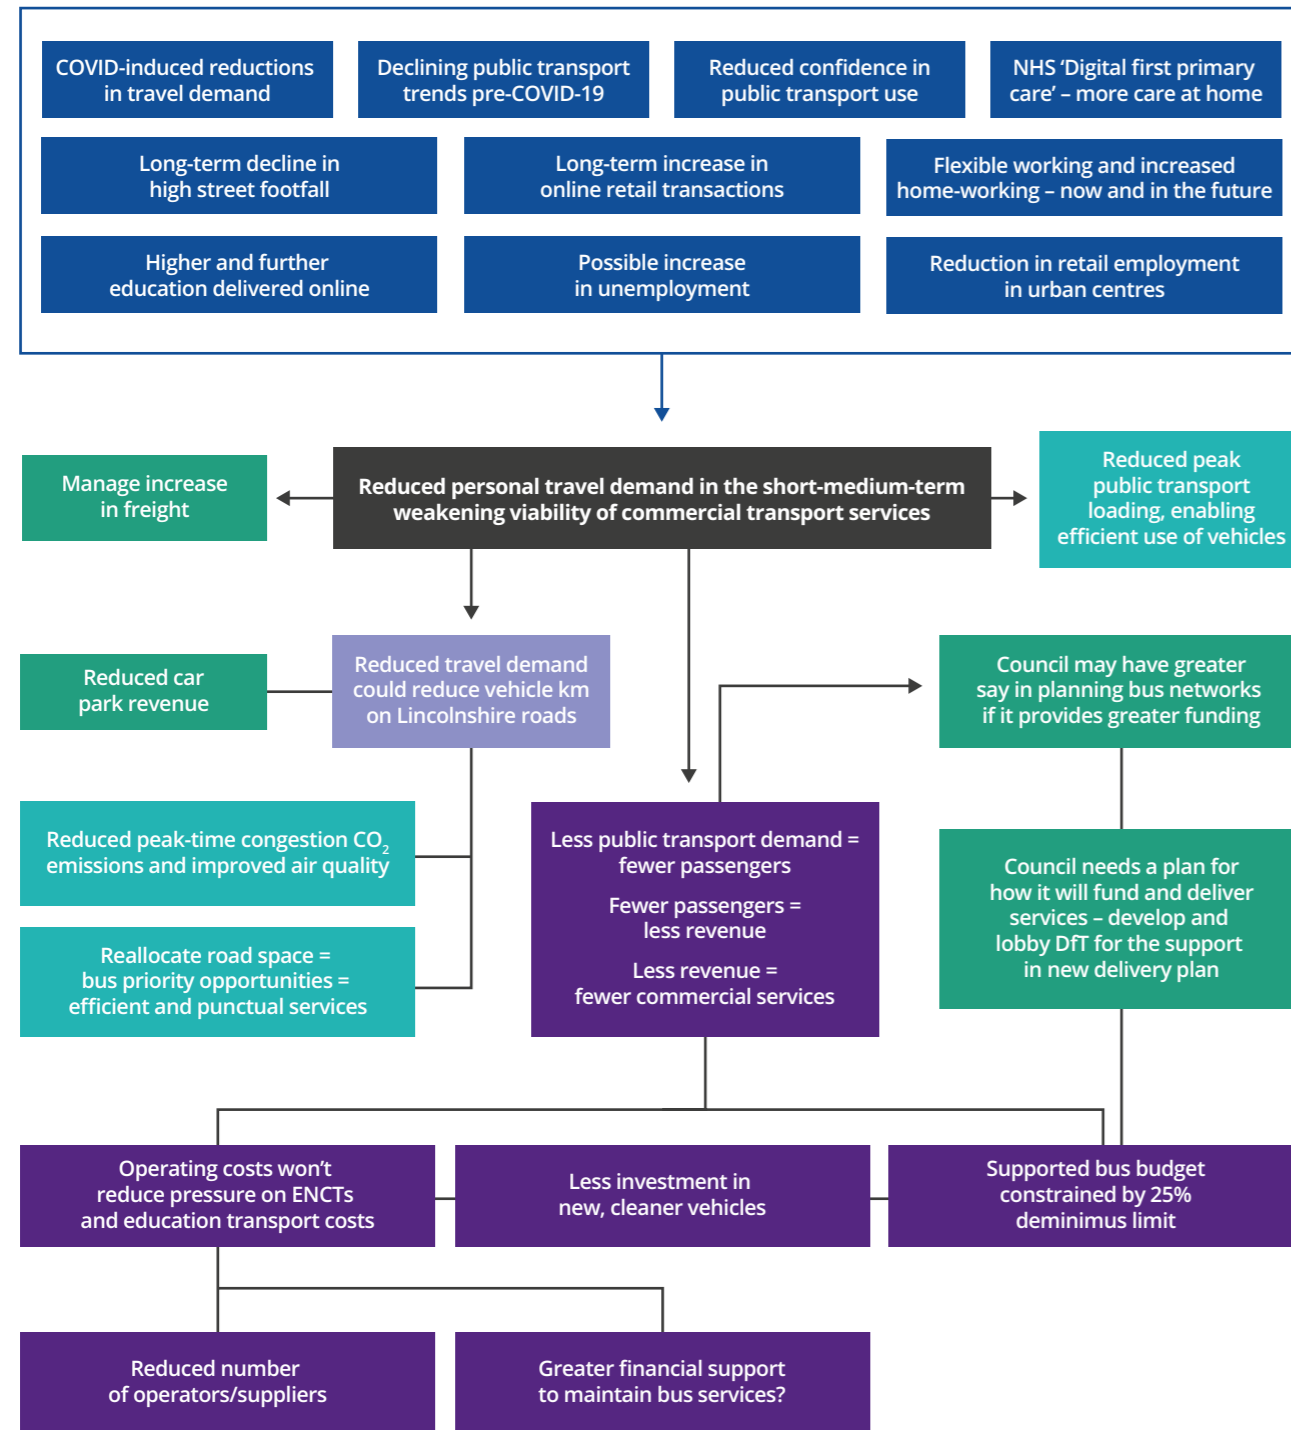 COVID-induced reductions
in travel demand
Declining public transport
trends pre-COVID-19
Reduced confidence in
public transport use
NHS ‘Digital first primary
care’ – more care at home
Long-term decline in
high street footfall
Long-term increase in
online retail transactions
Flexible working and increased
home-working – now and in the future
Higher and further
education delivered online
Possible increase
in unemployment
Reduction in retail employment
in urban centres
Manage increase
in freight
Reduced personal travel demand in the short-medium-term
weakening viability of commercial transport services
Reduced peak
public transport
loading, enabling
efficient use of vehicles
Reduced car
park revenue
Reduced travel demand
could reduce vehicle km
on Lincolnshire roads
Council may have greater
say in planning bus networks
if it provides greater funding
Reduced peak-time congestion CO₂
emissions and improved air quality
Reallocate road space =
bus priority opportunities =
efficient and punctual services
Less public transport demand =
fewer passengers
Fewer passengers =
less revenue
Less revenue =
fewer commercial services
Council needs a plan for
how it will fund and deliver
services – develop and
lobby DfT for the support
in new delivery plan
Operating costs won’t
reduce pressure on ENCTs
and education transport costs
Less investment in
new, cleaner vehicles
Supported bus budget
constrained by 25%
deminimus limit
Reduced number
of operators/suppliers
Greater financial support
to maintain bus services?